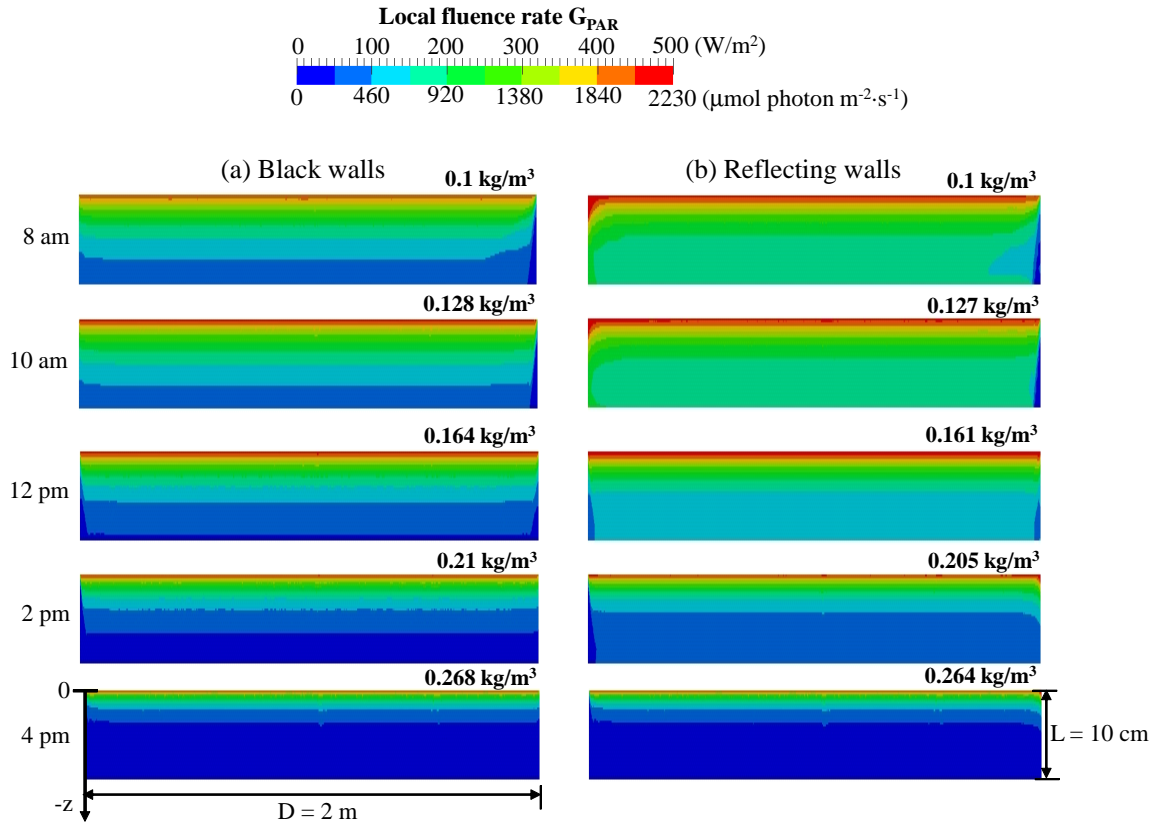 Local fluence rate G_PAR
0 100 200 300 400 500 (W/m²)
0 460 920 1380 1840 2230 (μmol photon m⁻²·s⁻¹)
(a) Black walls (b) Reflecting walls
0.1 kg/m³ 0.1 kg/m³
8 am
0.128 kg/m³ 0.127 kg/m³
10 am
0.164 kg/m³ 0.161 kg/m³
12 pm
0.21 kg/m³ 0.205 kg/m³
2 pm
0.268 kg/m³ 0.264 kg/m³
0
4 pm L = 10 cm
-z D = 2 m